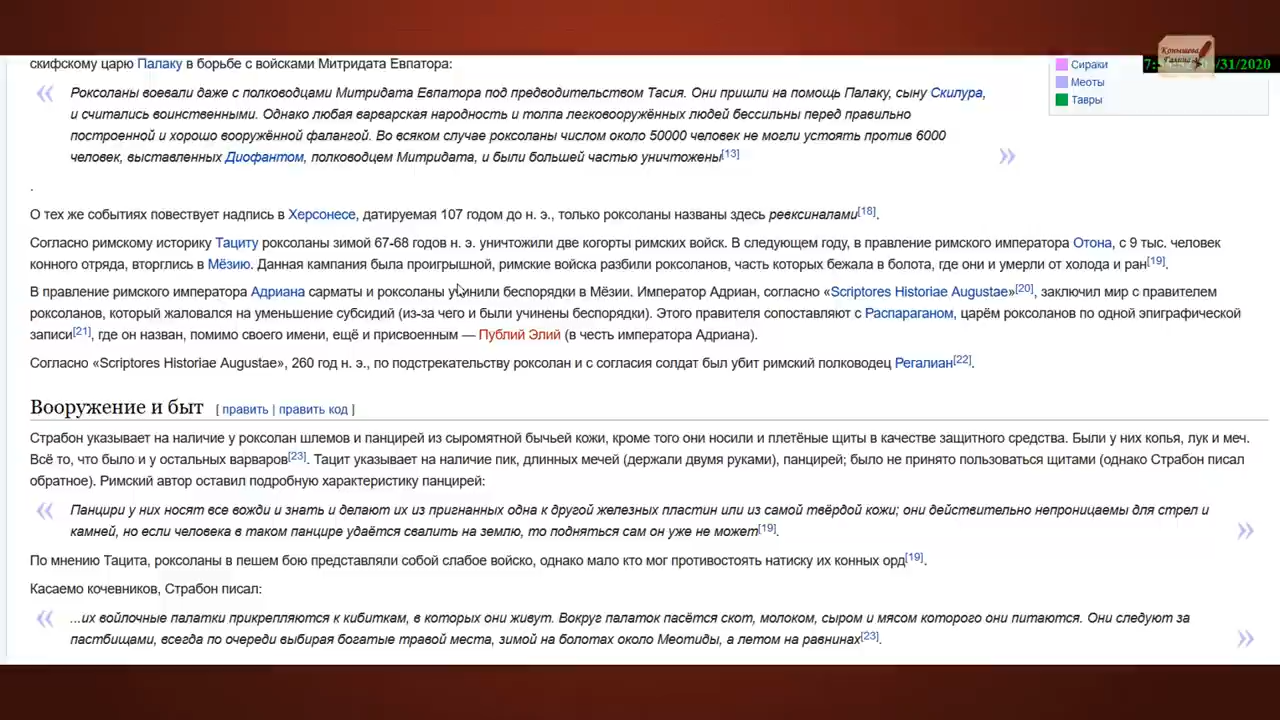 скифскому царю Палаку в борьбе с войсками Митридата Евпатора:
Сираки
Меоты
Тавры
Конышева
Галина
/31/2020
« Роксоланы воевали даже с полководцами Митридата Евпатора под предводительством Тасия. Они пришли на помощь Палаку, сыну Скилура,
и считались воинственными. Однако любая варварская народность и толпа легковооружённых людей бессильны перед правильно
построенной и хорошо вооружённой фалангой. Во всяком случае роксоланы числом около 50000 человек не могли устоять против 6000
человек, выставленных Диофантом, полководцем Митридата, и были большей частью уничтожены[13] »
.
О тех же событиях повествует надпись в Херсонесе, датируемая 107 годом до н. э., только роксоланы названы здесь ревксиналами[18].
Согласно римскому историку Тациту роксоланы зимой 67-68 годов н. э. уничтожили две когорты римских войск. В следующем году, в правление римского императора Отона, с 9 тыс. человек
конного отряда, вторглись в Мёзию. Данная кампания была проигрышной, римские войска разбили роксоланов, часть которых бежала в болота, где они и умерли от холода и ран[19].
В правление римского императора Адриана сарматы и роксоланы учинили беспорядки в Мёзии. Император Адриан, согласно «Scriptores Historiae Augustae»[20], заключил мир с правителем
роксоланов, который жаловался на уменьшение субсидий (из-за чего и были учинены беспорядки). Этого правителя сопоставляют с Распараганом, царём роксоланов по одной эпиграфической
записи[21], где он назван, помимо своего имени, ещё и присвоенным — Публий Элий (в честь императора Адриана).
Согласно «Scriptores Historiae Augustae», 260 год н. э., по подстрекательству роксолан и с согласия солдат был убит римский полководец Регалиан[22].
Вооружение и быт [ править | править код ]
Страбон указывает на наличие у роксолан шлемов и панцирей из сыромятной бычьей кожи, кроме того они носили и плетёные щиты в качестве защитного средства. Были у них копья, лук и меч.
Всё то, что было и у остальных варваров[23]. Тацит указывает на наличие пик, длинных мечей (держали двумя руками), панцирей; было не принято пользоваться щитами (однако Страбон писал
обратное). Римский автор оставил подробную характеристику панцирей:
« Панцири у них носят все вожди и знать и делают их из пригнанных одна к другой железных пластин или из самой твёрдой кожи; они действительно непроницаемы для стрел и
камней, но если человека в таком панцире удаётся свалить на землю, то подняться сам он уже не может[19]. »
По мнению Тацита, роксоланы в пешем бою представляли собой слабое войско, однако мало кто мог противостоять натиску их конных орд[19].
Касаемо кочевников, Страбон писал:
« ...их войлочные палатки прикрепляются к кибиткам, в которых они живут. Вокруг палаток пасётся скот, молоком, сыром и мясом которого они питаются. Они следуют за
пастбищами, всегда по очереди выбирая богатые травой места, зимой на болотах около Меотиды, а летом на равнинах[23]. »